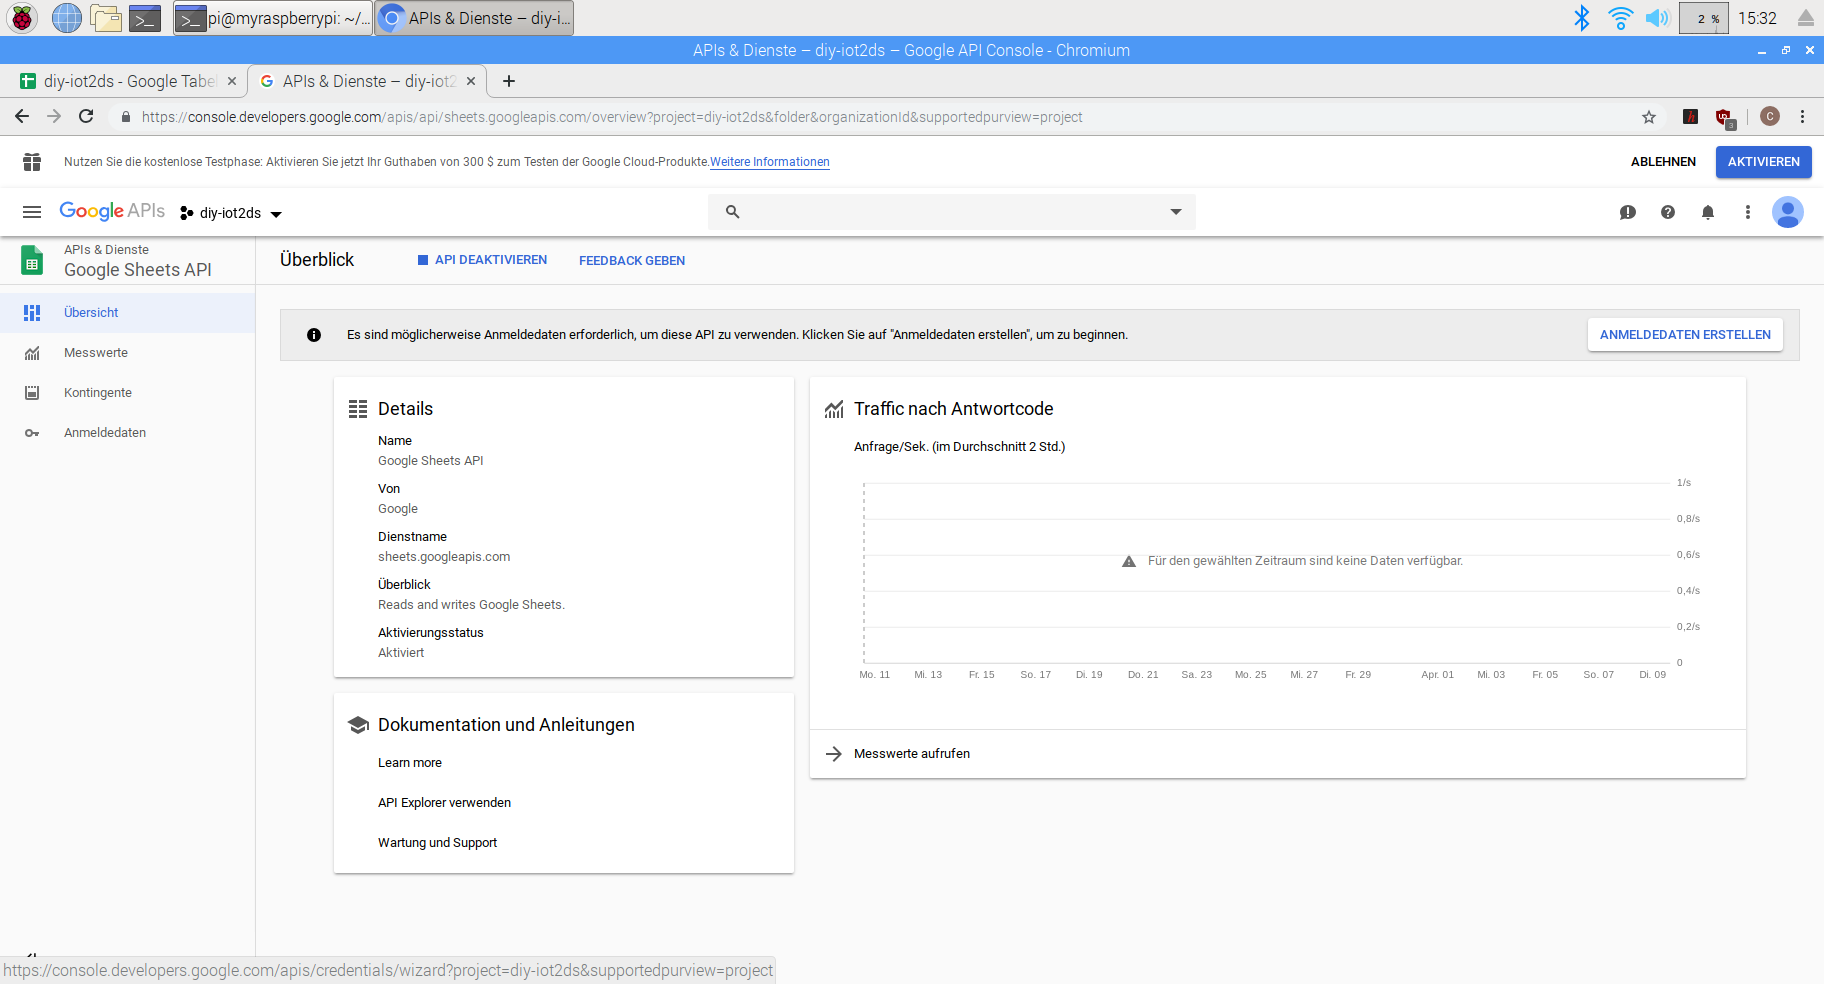 pi@myraspberrypi: ~/...
APIs & Dienste – diy-i...
2 %
15:32
APIs & Dienste – diy-iot2ds – Google API Console - Chromium
diy-iot2ds - Google Tabel
APIs & Dienste – diy-iot2
https://console.developers.google.com/apis/api/sheets.googleapis.com/overview?project=diy-iot2ds&folder&organizationId&supportedpurview=project
3
C
Nutzen Sie die kostenlose Testphase: Aktivieren Sie jetzt Ihr Guthaben von 300 $ zum Testen der Google Cloud-Produkte.Weitere Informationen
ABLEHNEN
AKTIVIEREN
Google APIs
diy-iot2ds
APIs & Dienste
Google Sheets API
Überblick
API DEAKTIVIEREN
FEEDBACK GEBEN
Übersicht
Messwerte
Kontingente
Anmeldedaten
Es sind möglicherweise Anmeldedaten erforderlich, um diese API zu verwenden. Klicken Sie auf "Anmeldedaten erstellen", um zu beginnen.
ANMELDEDATEN ERSTELLEN
Details
Name
Google Sheets API
Von
Google
Dienstname
sheets.googleapis.com
Überblick
Reads and writes Google Sheets.
Aktivierungsstatus
Aktiviert
Dokumentation und Anleitungen
Learn more
API Explorer verwenden
Wartung und Support
Traffic nach Antwortcode
Anfrage/Sek. (im Durchschnitt 2 Std.)
1/s
0,8/s
0,6/s
Für den gewählten Zeitraum sind keine Daten verfügbar.
0,4/s
0,2/s
0
Mo. 11 Mi. 13 Fr. 15 So. 17 Di. 19 Do. 21 Sa. 23 Mo. 25 Mi. 27 Fr. 29 Apr. 01 Mi. 03 Fr. 05 So. 07 Di. 09
Messwerte aufrufen
https://console.developers.google.com/apis/credentials/wizard?project=diy-iot2ds&supportedpurview=project